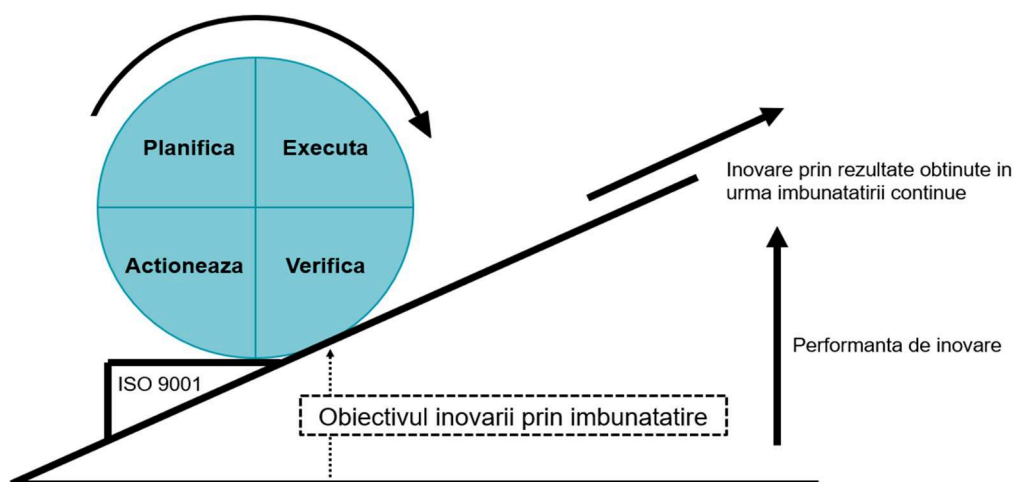 Planifica
Executa
Actioneaza
Verifica
Inovare prin rezultate obtinute in
urma imbunatatirii continue
Performanta de inovare
ISO 9001
Obiectivul inovarii prin imbunatatire